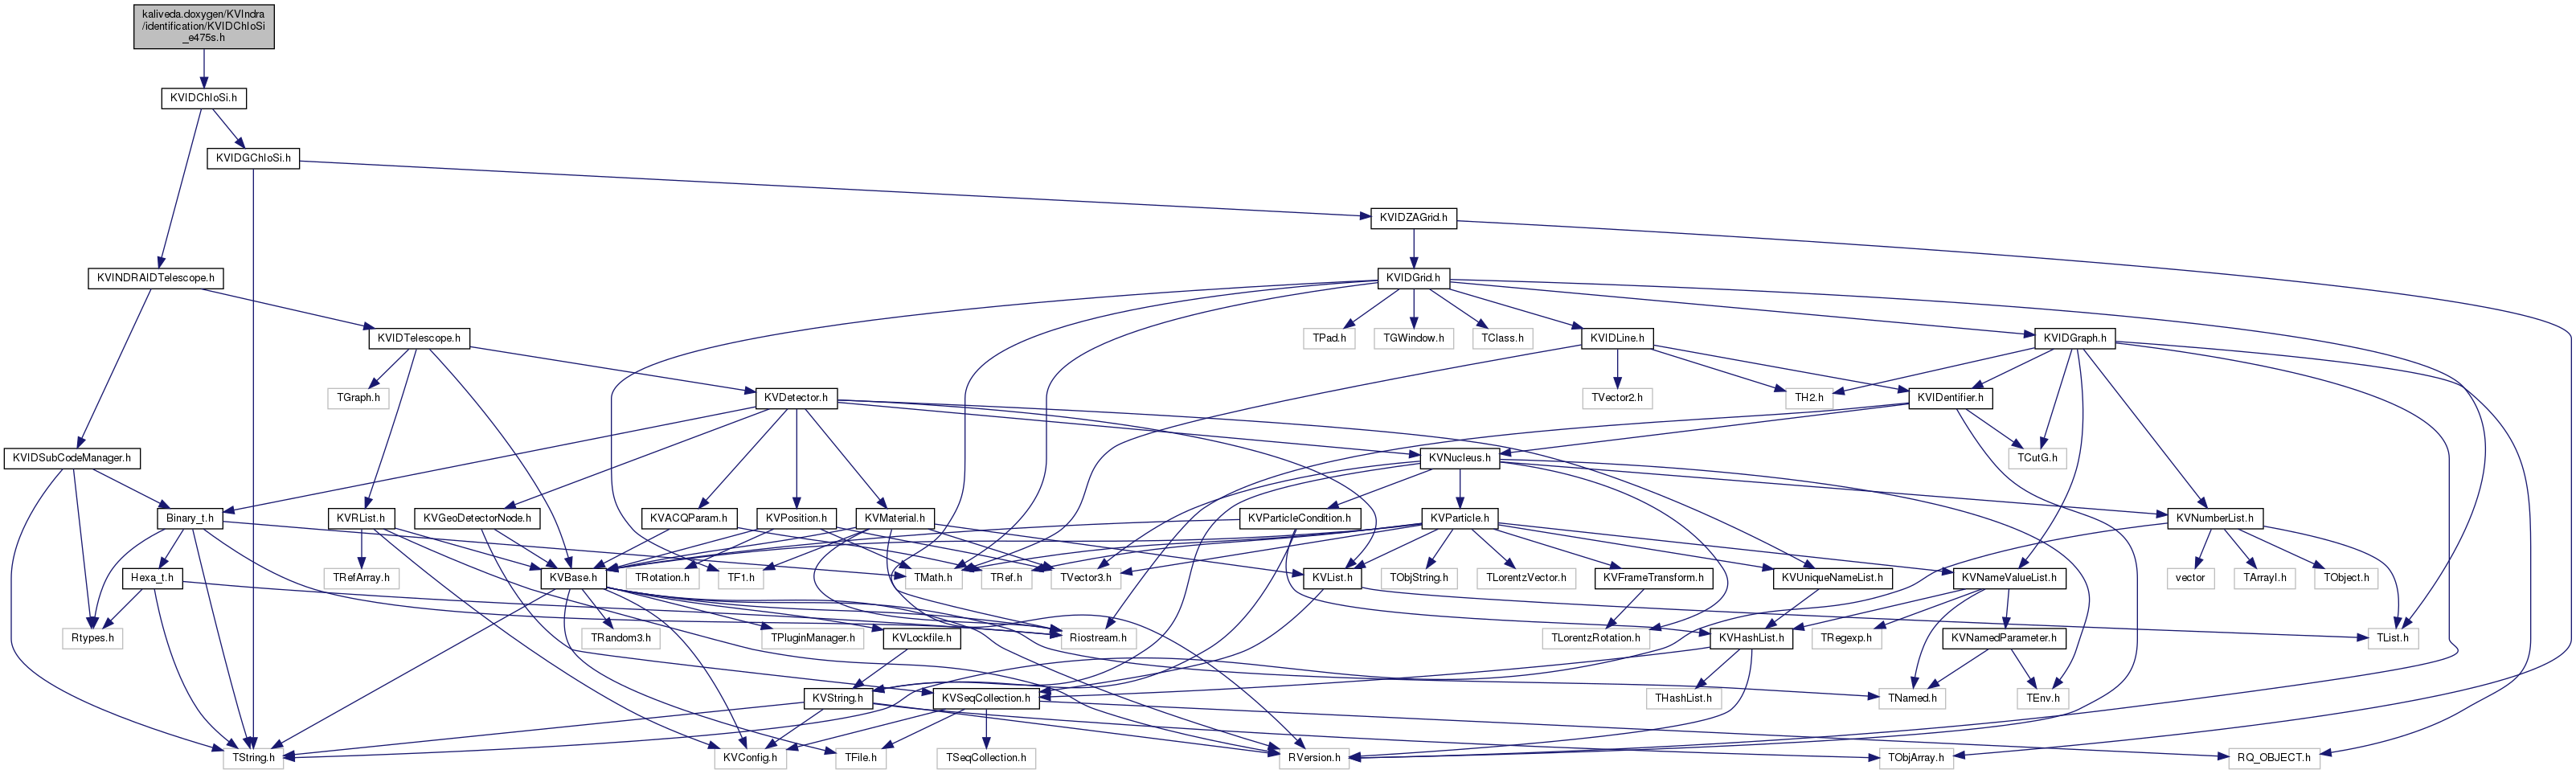 kaliveda.doxygen/KVIndra
/identification/KVIDChIoSi
_e475s.h
KVIDChIoSi.h
KVIDGChIoSi.h
KVIDZAGrid.h
KVINDRAIDTelescope.h
KVIDGrid.h
KVIDTelescope.h
TPad.h
TGWindow.h
TClass.h
KVIDLine.h
KVIDGraph.h
TGraph.h
KVDetector.h
TVector2.h
TH2.h
KVIDentifier.h
KVIDSubCodeManager.h
KVNucleus.h
TCutG.h
Binary_t.h
KVRList.h
KVGeoDetectorNode.h
KVACQParam.h
KVPosition.h
KVMaterial.h
KVParticleCondition.h
KVParticle.h
KVNumberList.h
Hexa_t.h
TRefArray.h
KVBase.h
TRotation.h
TF1.h
TMath.h
TRef.h
TVector3.h
KVList.h
TObjString.h
TLorentzVector.h
KVFrameTransform.h
KVUniqueNameList.h
KVNameValueList.h
vector
TArrayI.h
TObject.h
Rtypes.h
TRandom3.h
TPluginManager.h
KVLockfile.h
Riostream.h
TLorentzRotation.h
KVHashList.h
TRegexp.h
KVNamedParameter.h
TList.h
KVString.h
KVSeqCollection.h
THashList.h
TNamed.h
TEnv.h
TString.h
KVConfig.h
TFile.h
TSeqCollection.h
RVersion.h
TObjArray.h
RQ_OBJECT.h